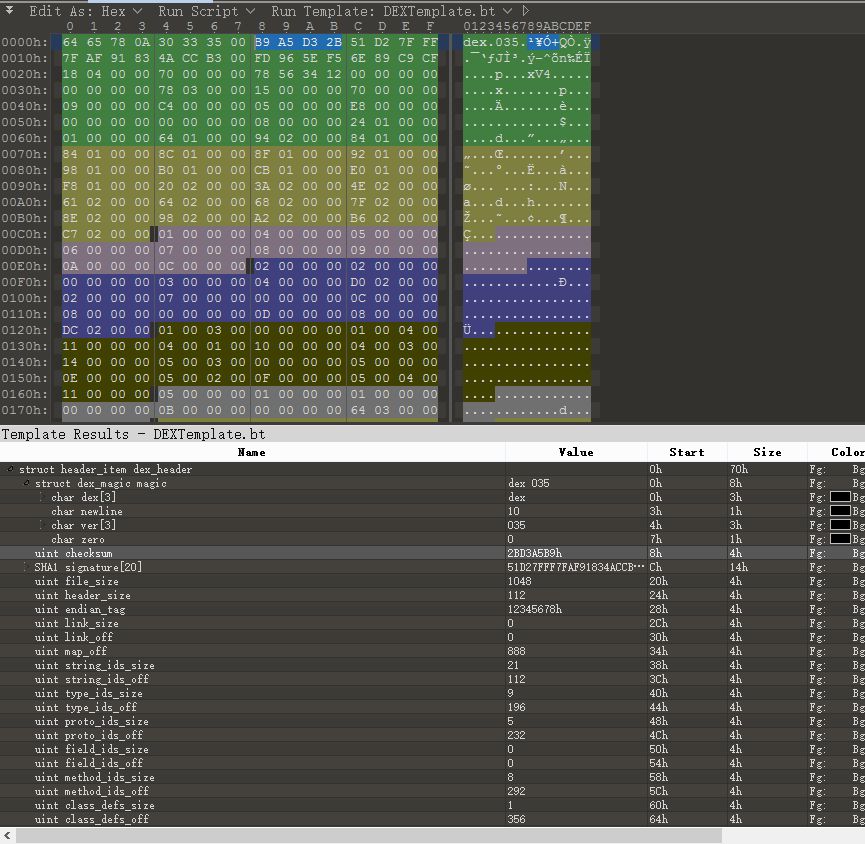 Edit As: Hex Run Script Run Template: DEXTemplate.bt
0 1 2 3 4 5 6 7 8 9 A B C D E F 0123456789ABCDEF
0000h: 64 65 78 0A 30 33 35 00 B9 A5 D3 2B 51 D2 7F FF dex.035.¹¥Ó+QÒ.ÿ
0010h: 7F AF 91 83 4A CC B3 00 FD 96 5E F5 6E 89 C9 CF .¯‘ƒJÌ³.ý–^õn‰ÉÏ
0020h: 18 04 00 00 70 00 00 00 78 56 34 12 00 00 00 00 ....p...xV4.....
0030h: 00 00 00 00 78 03 00 00 15 00 00 00 70 00 00 00 ....x.......p...
0040h: 09 00 00 00 C4 00 00 00 05 00 00 00 E8 00 00 00 ....Ä.......è...
0050h: 00 00 00 00 00 00 00 00 08 00 00 00 24 01 00 00 ............$...
0060h: 01 00 00 00 64 01 00 00 94 02 00 00 84 01 00 00 ....d...”...„...
0070h: 84 01 00 00 8C 01 00 00 8F 01 00 00 92 01 00 00 „...Œ.......’...
0080h: 98 01 00 00 B0 01 00 00 CB 01 00 00 E0 01 00 00 ˜...°...Ë...à...
0090h: F8 01 00 00 20 02 00 00 3A 02 00 00 4E 02 00 00 ø... ...:...N...
00A0h: 61 02 00 00 64 02 00 00 68 02 00 00 7F 02 00 00 a...d...h.......
00B0h: 8E 02 00 00 98 02 00 00 A2 02 00 00 B6 02 00 00 Ž...˜...¢...¶...
00C0h: C7 02 00 00 01 00 00 00 04 00 00 00 05 00 00 00 Ç...............
00D0h: 06 00 00 00 07 00 00 00 08 00 00 00 09 00 00 00 ................
00E0h: 0A 00 00 00 0C 00 00 00 02 00 00 00 02 00 00 00 ................
00F0h: 00 00 00 00 03 00 00 00 04 00 00 00 D0 02 00 00 ............Ð...
0100h: 02 00 00 00 07 00 00 00 00 00 00 00 0C 00 00 00 ................
0110h: 08 00 00 00 00 00 00 00 0D 00 00 00 08 00 00 00 ................
0120h: DC 02 00 00 01 00 03 00 00 00 00 00 01 00 04 00 Ü...............
0130h: 11 00 00 00 04 00 01 00 10 00 00 00 04 00 03 00 ................
0140h: 14 00 00 00 05 00 03 00 00 00 00 00 05 00 00 00 ................
0150h: 0E 00 00 00 05 00 02 00 0F 00 00 00 05 00 04 00 ................
0160h: 11 00 00 00 05 00 00 00 01 00 00 00 01 00 00 00 ................
0170h: 00 00 00 00 0B 00 00 00 00 00 00 00 64 03 00 00 ............d...
Template Results - DEXTemplate.bt
Name Value Start Size Color
struct header_item dex_header 0h 70h Fg: Bg
struct dex_magic magic dex 035 0h 8h Fg: Bg
char dex[3] dex 0h 3h Fg: Bg
char newline 10 3h 1h Fg: Bg
char ver[3] 035 4h 3h Fg: Bg
char zero 7h 1h Fg: Bg
uint checksum 2BD3A5B9h 8h 4h Fg: Bg
SHA1 signature[20] 51D27FFF7FAF91834ACCB⋯ Ch 14h Fg: Bg
uint file_size 1048 20h 4h Fg: Bg
uint header_size 112 24h 4h Fg: Bg
uint endian_tag 12345678h 28h 4h Fg: Bg
uint link_size 0 2Ch 4h Fg: Bg
uint link_off 0 30h 4h Fg: Bg
uint map_off 888 34h 4h Fg: Bg
uint string_ids_size 21 38h 4h Fg: Bg
uint string_ids_off 112 3Ch 4h Fg: Bg
uint type_ids_size 9 40h 4h Fg: Bg
uint type_ids_off 196 44h 4h Fg: Bg
uint proto_ids_size 5 48h 4h Fg: Bg
uint proto_ids_off 232 4Ch 4h Fg: Bg
uint field_ids_size 0 50h 4h Fg: Bg
uint field_ids_off 0 54h 4h Fg: Bg
uint method_ids_size 8 58h 4h Fg: Bg
uint method_ids_off 292 5Ch 4h Fg: Bg
uint class_defs_size 1 60h 4h Fg: Bg
uint class_defs_off 356 64h 4h Fg: Bg